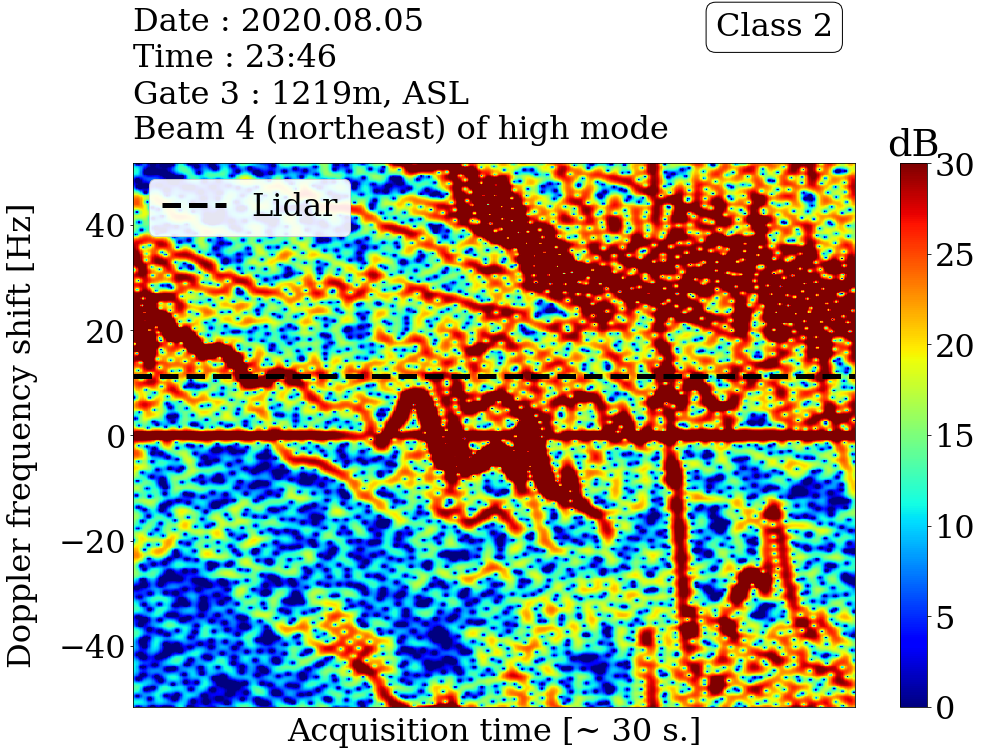 Date : 2020.08.05
Time : 23:46
Gate 3 : 1219m, ASL
Beam 4 (northeast) of high mode
Class 2
dB
Lidar
Doppler frequency shift [Hz]
40
20
0
−20
−40
Acquisition time [~ 30 s.]
30
25
20
15
10
5
0